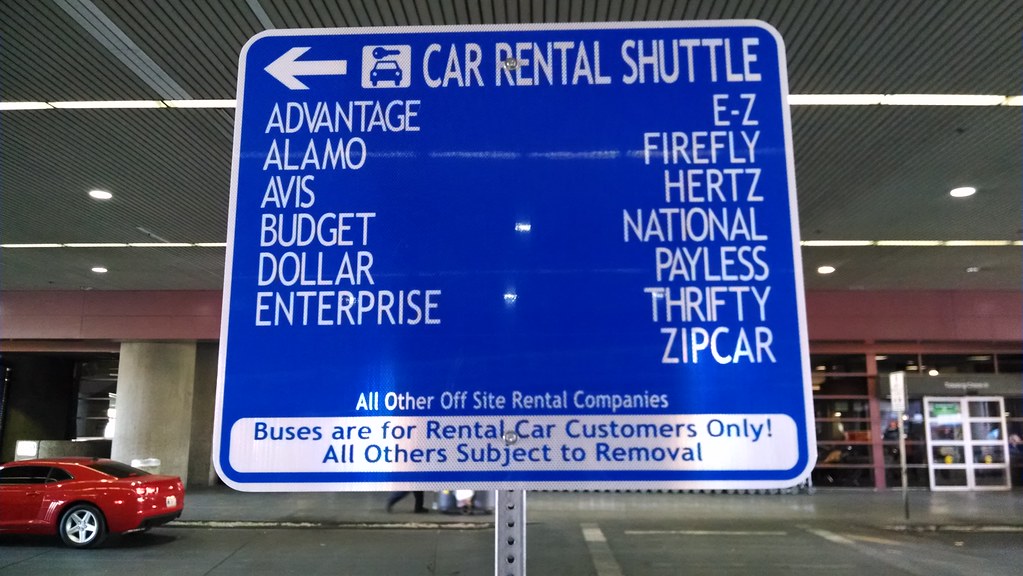 CAR RENTAL SHUTTLE
ADVANTAGE
ALAMO
AVIS
BUDGET
DOLLAR
ENTERPRISE
E-Z
FIREFLY
HERTZ
NATIONAL
PAYLESS
THRIFTY
ZIPCAR
All Other Off Site Rental Companies
Buses are for Rental Car Customers Only!
All Others Subject to Removal